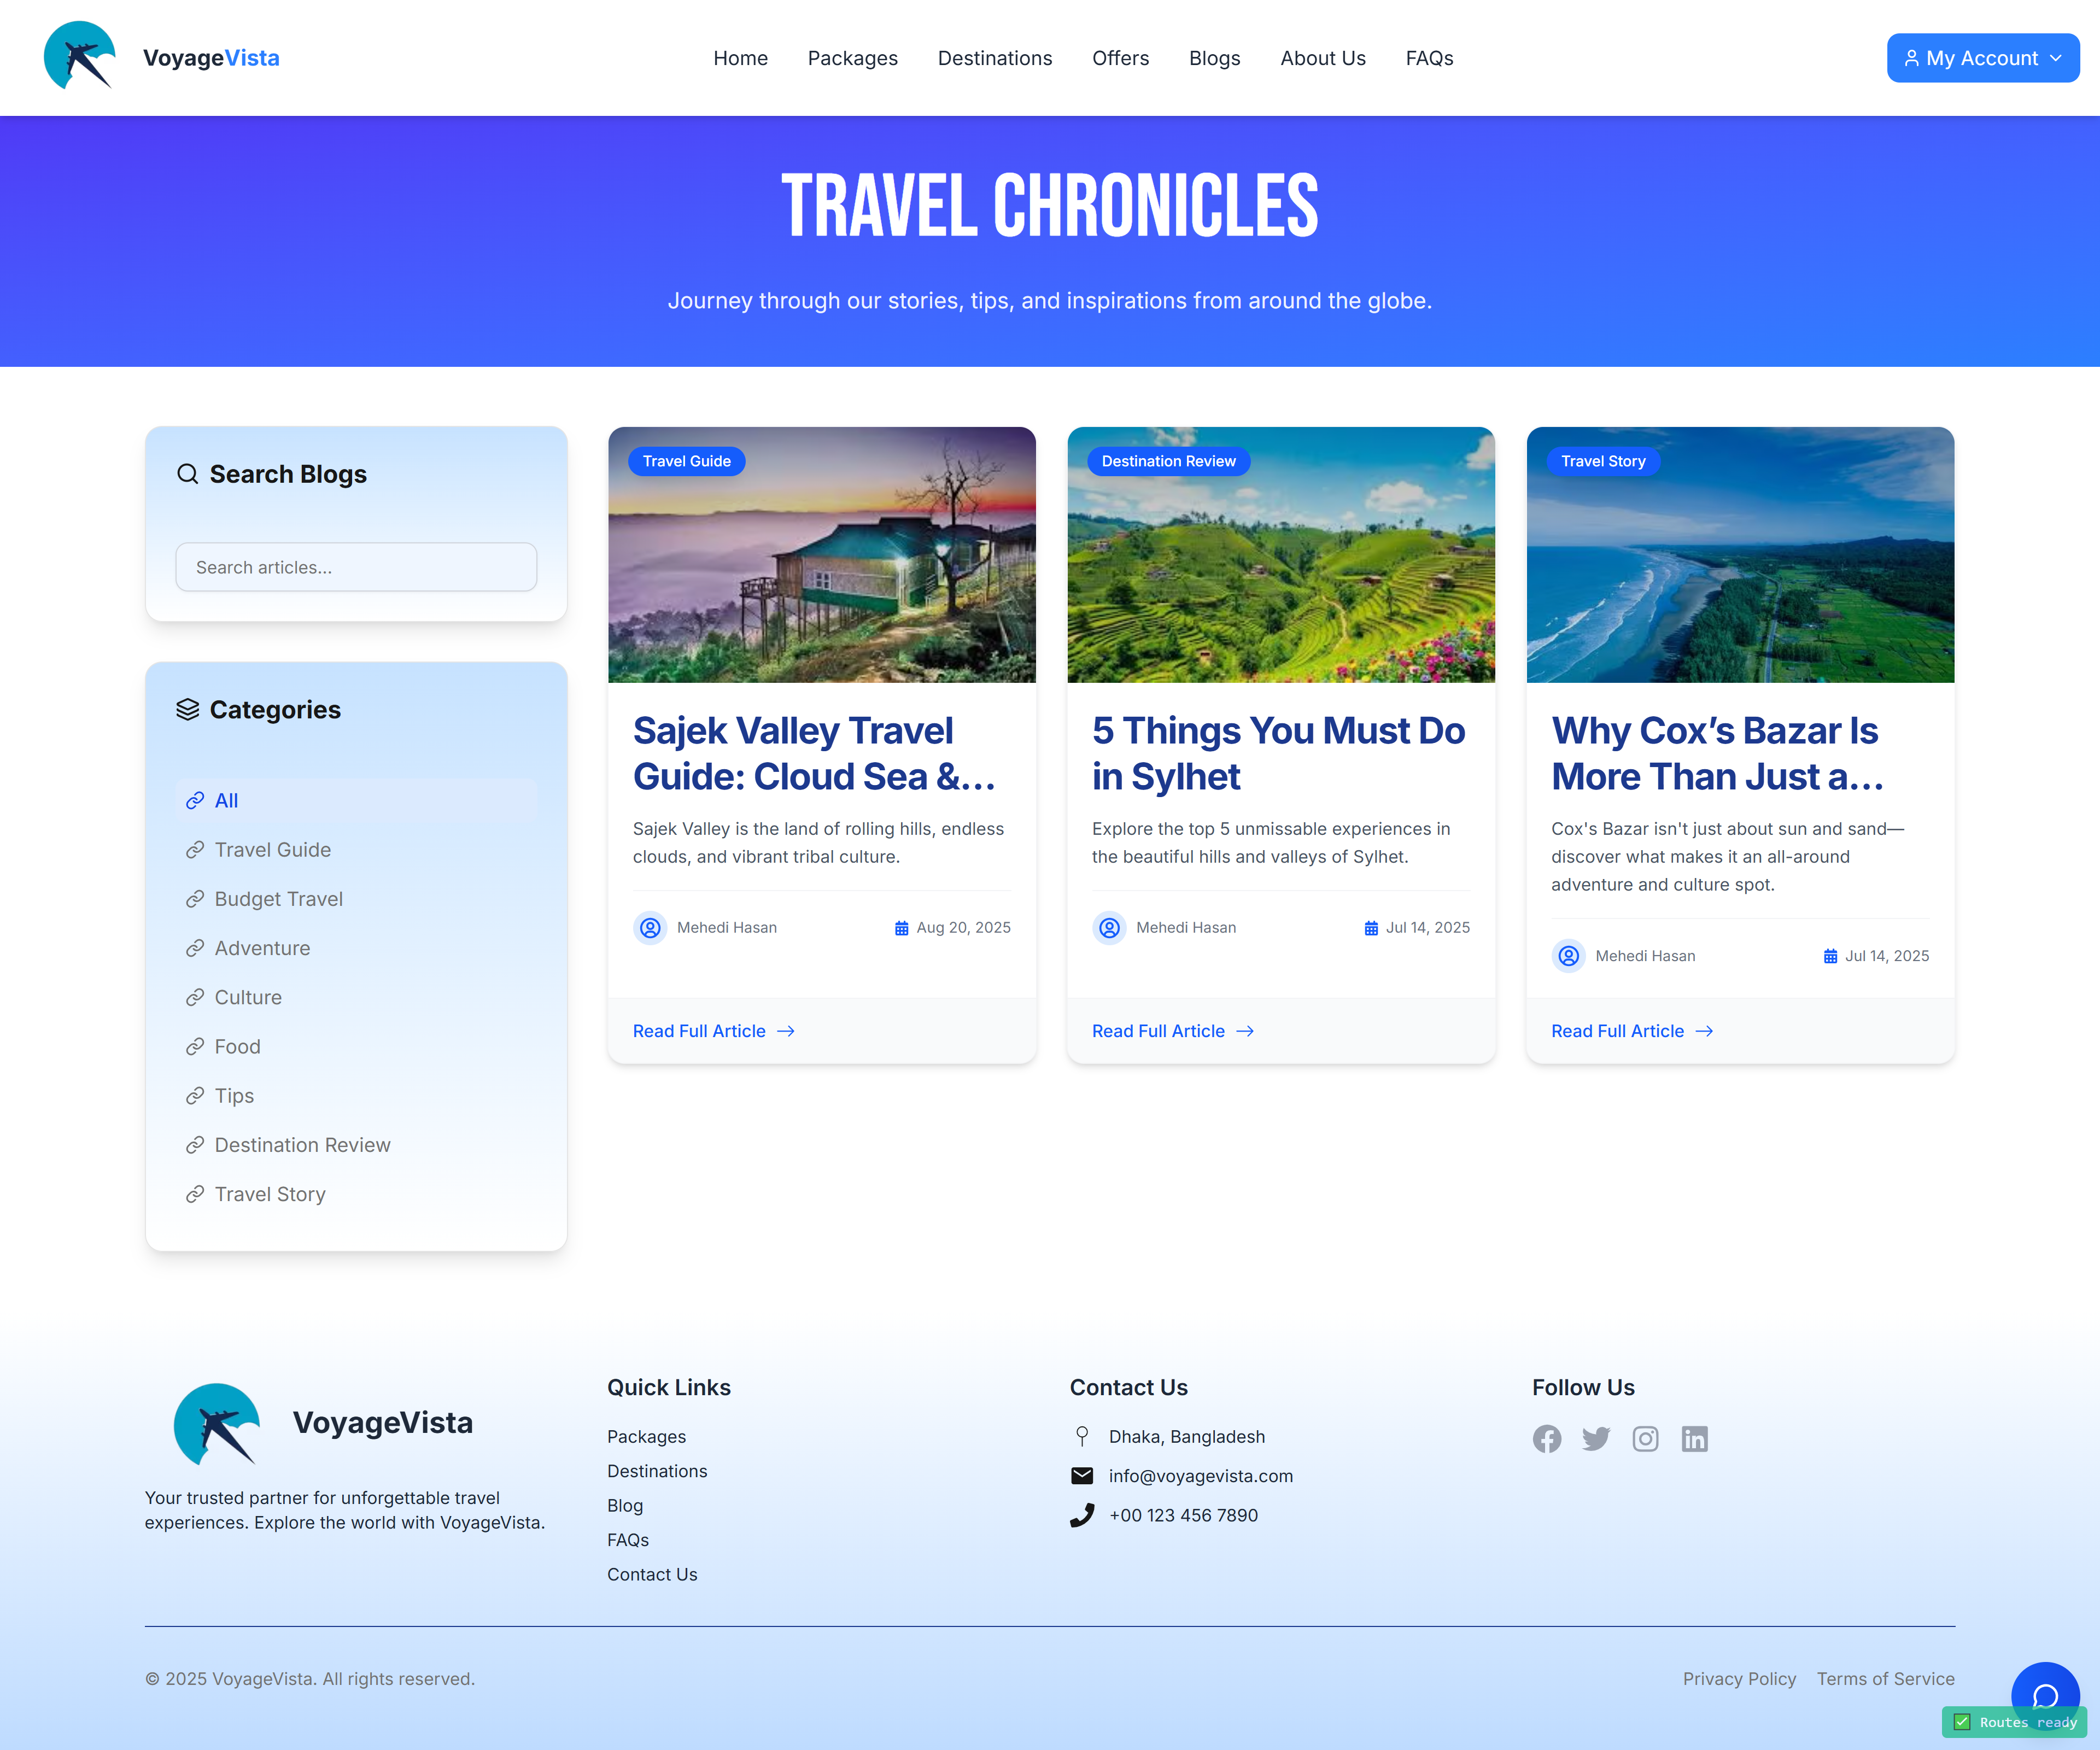 VoyageVista
Home Packages Destinations Offers Blogs About Us FAQs
My Account
TRAVEL CHRONICLES
Journey through our stories, tips, and inspirations from around the globe.
Search Blogs
Search articles...
Categories
All
Travel Guide
Budget Travel
Adventure
Culture
Food
Tips
Destination Review
Travel Story
Travel Guide
Sajek Valley Travel
Guide: Cloud Sea &...
Sajek Valley is the land of rolling hills, endless
clouds, and vibrant tribal culture.
Mehedi Hasan Aug 20, 2025
Read Full Article
Destination Review
5 Things You Must Do
in Sylhet
Explore the top 5 unmissable experiences in
the beautiful hills and valleys of Sylhet.
Mehedi Hasan Jul 14, 2025
Read Full Article
Travel Story
Why Cox’s Bazar Is
More Than Just a...
Cox's Bazar isn't just about sun and sand—
discover what makes it an all-around
adventure and culture spot.
Mehedi Hasan Jul 14, 2025
Read Full Article
VoyageVista
Your trusted partner for unforgettable travel
experiences. Explore the world with VoyageVista.
Quick Links
Packages
Destinations
Blog
FAQs
Contact Us
Contact Us
Dhaka, Bangladesh
info@voyagevista.com
+00 123 456 7890
Follow Us
© 2025 VoyageVista. All rights reserved.
Privacy Policy Terms of Service
✅ Routes ready